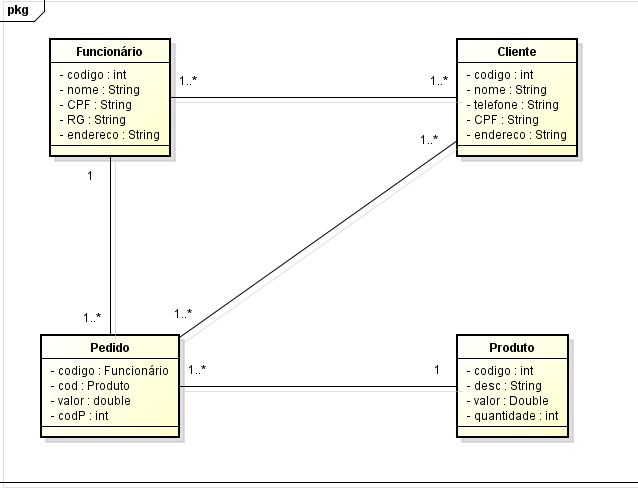 pkg
Funcionário
- codigo : int
- nome : String
- CPF : String
- RG : String
- endereco : String
1..*
1..*
Cliente
- codigo : int
- nome : String
- telefone : String
- CPF : String
- endereco : String
1..*
1
1..*
1..*
Pedido
- codigo : Funcionário
- cod : Produto
- valor : double
- codP : int
1..*
1
Produto
- codigo : int
- desc : String
- valor : Double
- quantidade : int